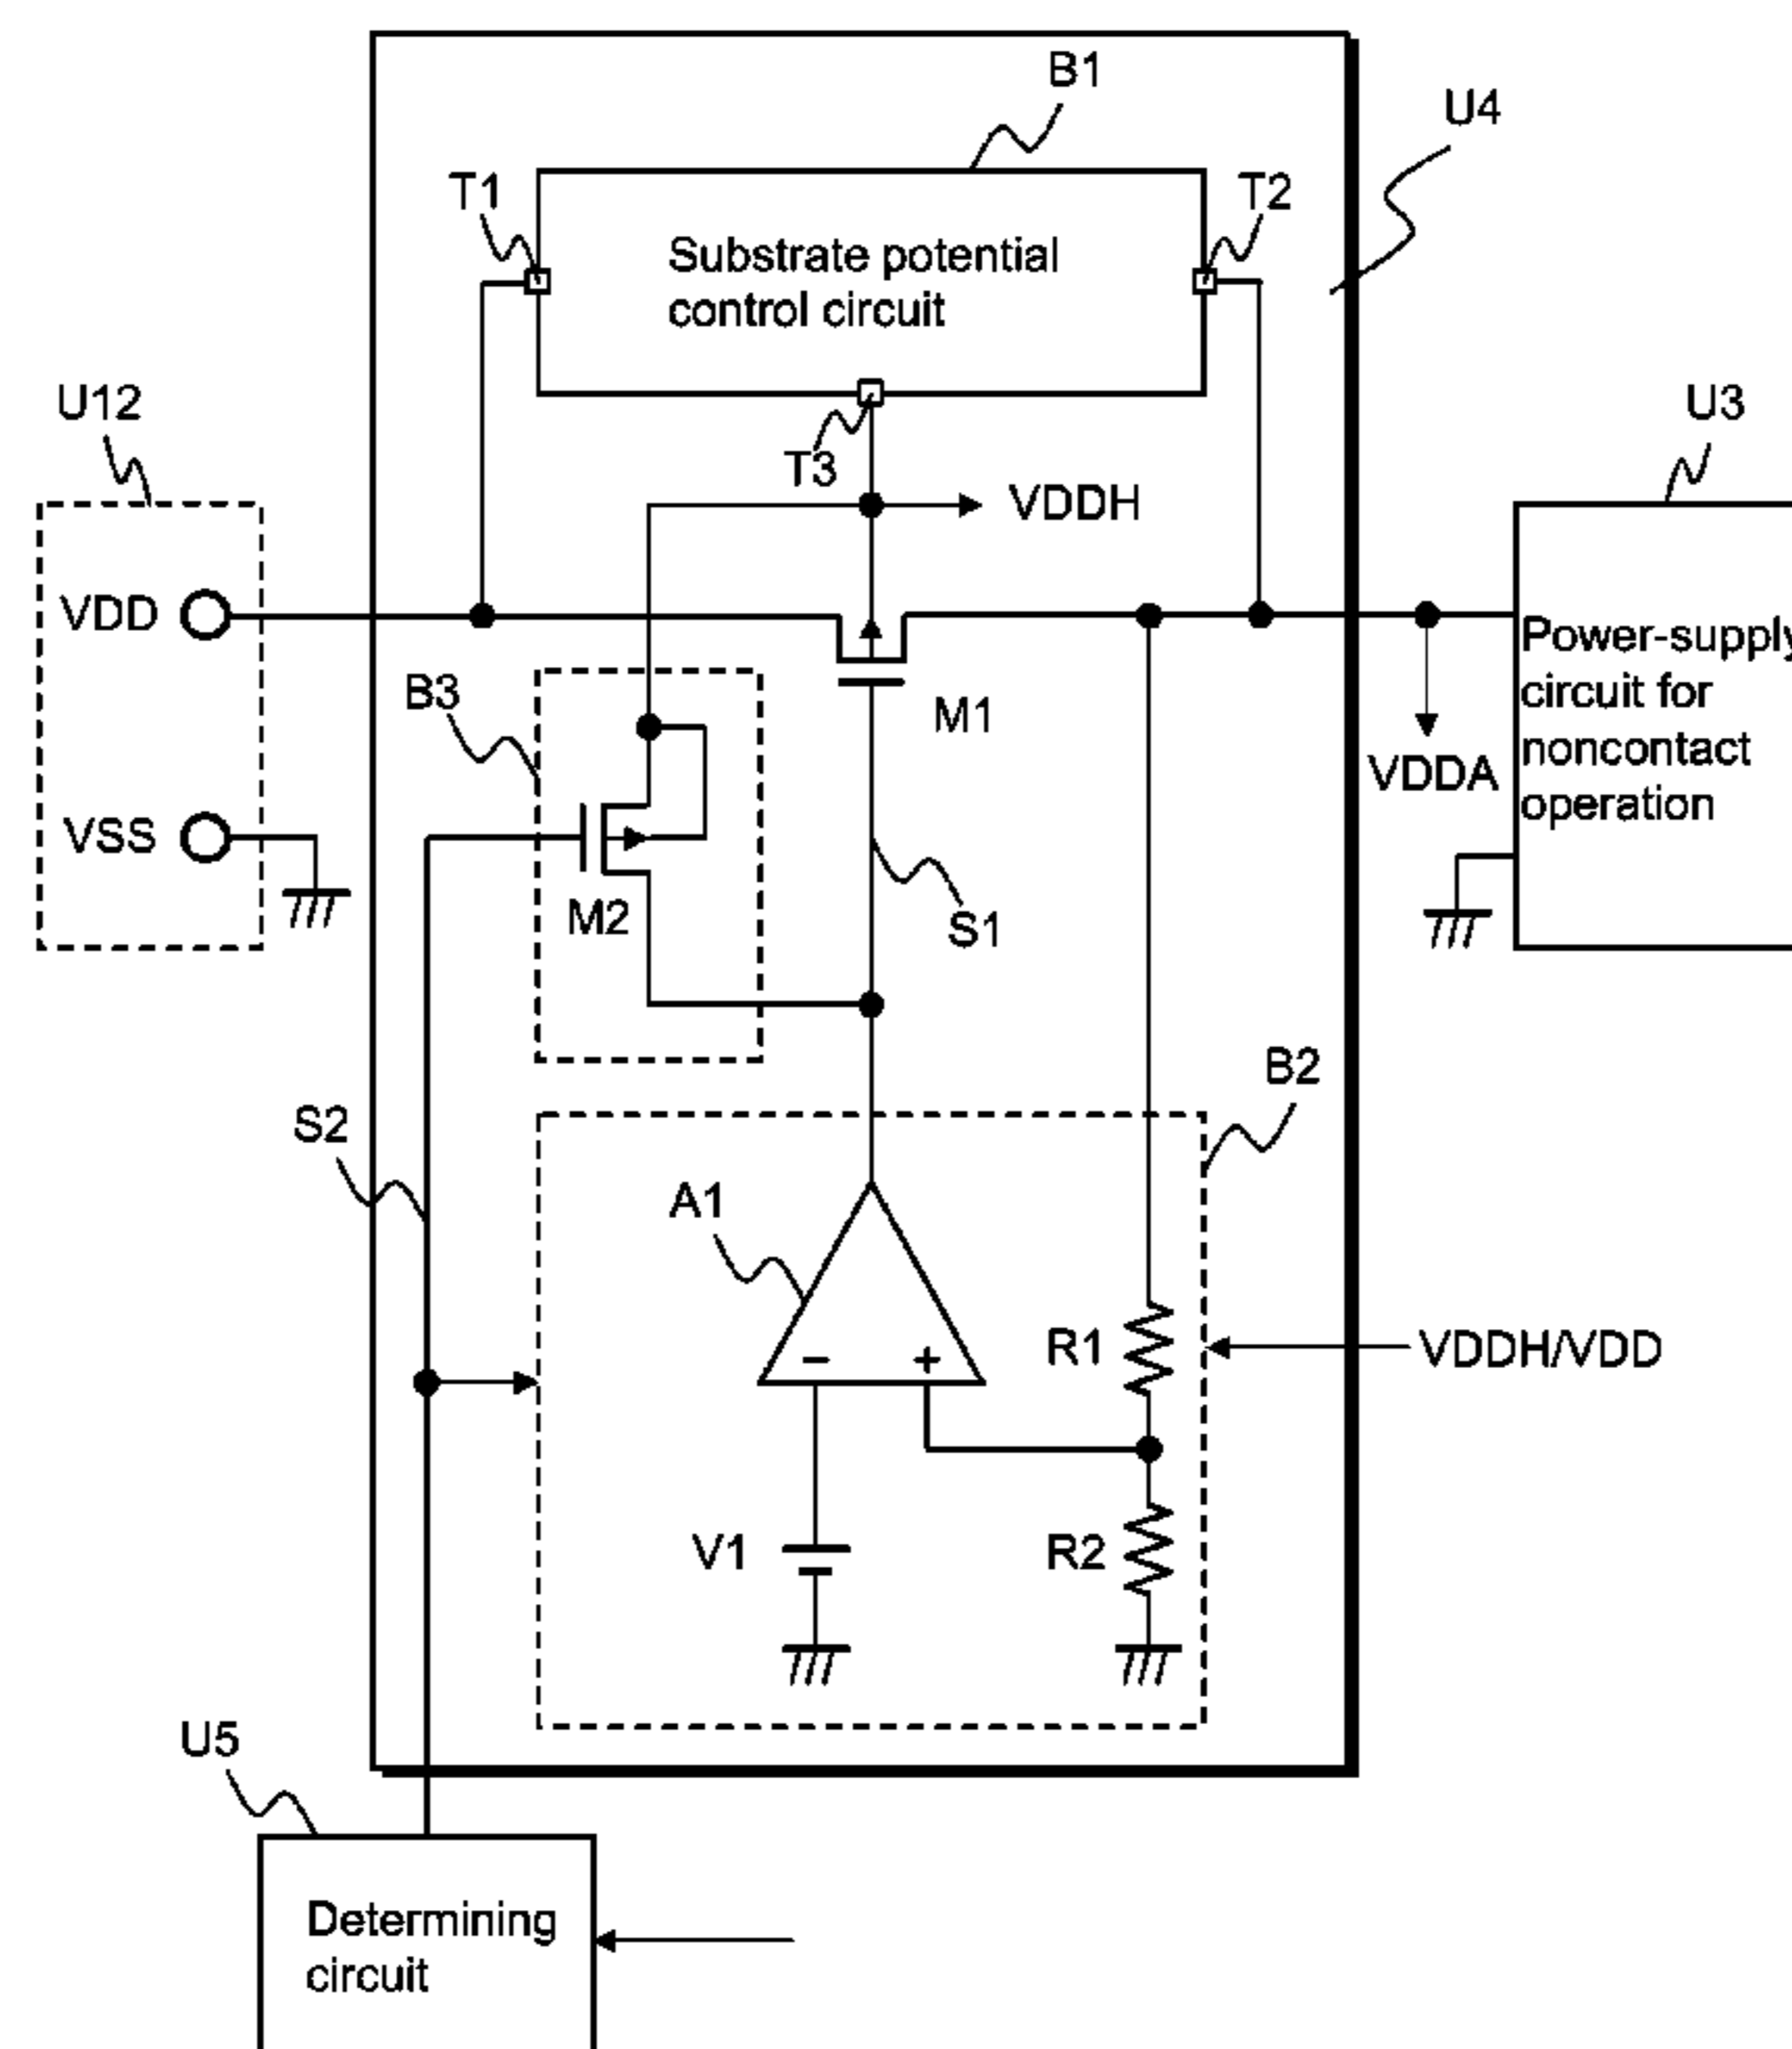 B1
U4
T1
T2
Substrate potential
control circuit
U12
U3
T3
VDDH
VDD
Power-supply
circuit for
noncontact
operation
B3
M1
VDDA
VSS
M2
S1
B2
S2
A1
R1
VDDH/VDD
− +
V1
R2
U5
Determining
circuit